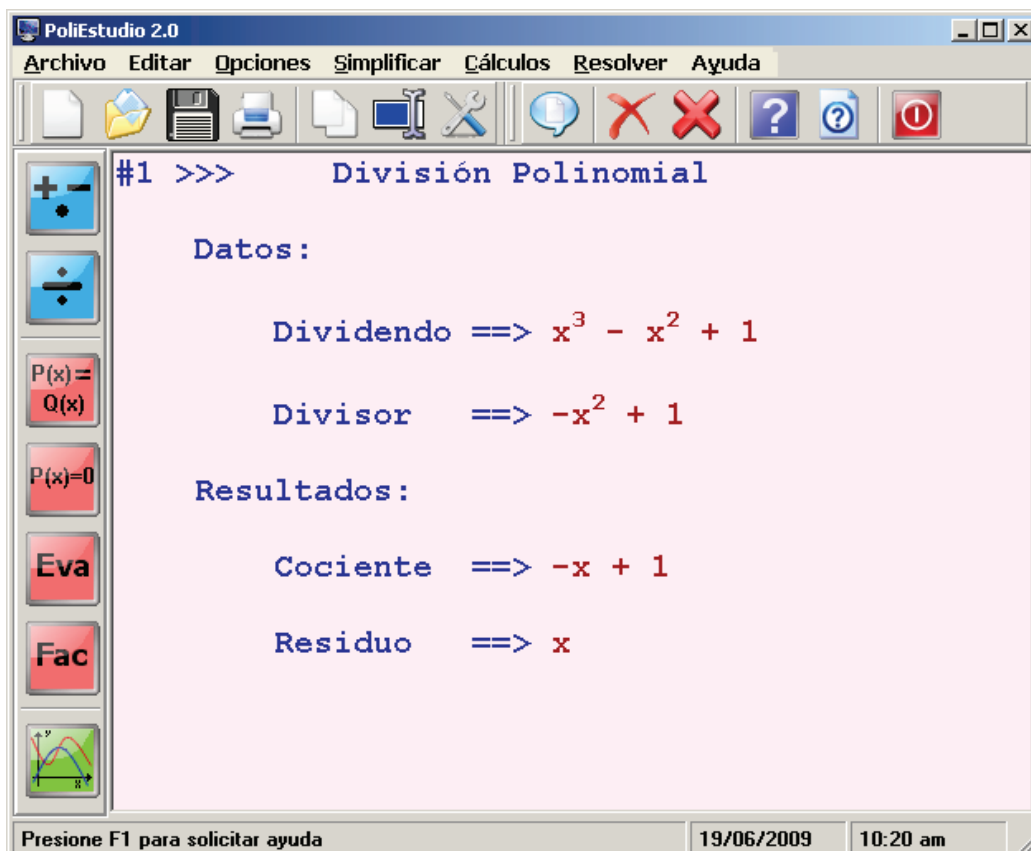 PoliEstudio 2.0
Archivo Editar Opciones Simplificar Cálculos Resolver Ayuda
#1 >>> División Polinomial
Datos:
Dividendo ==> x³ - x² + 1
Divisor ==> -x² + 1
Resultados:
Cociente ==> -x + 1
Residuo ==> x
+ - •
÷
P(x)=
Q(x)
P(x)=0
Eva
Fac
y
x
Presione F1 para solicitar ayuda 19/06/2009 10:20 am